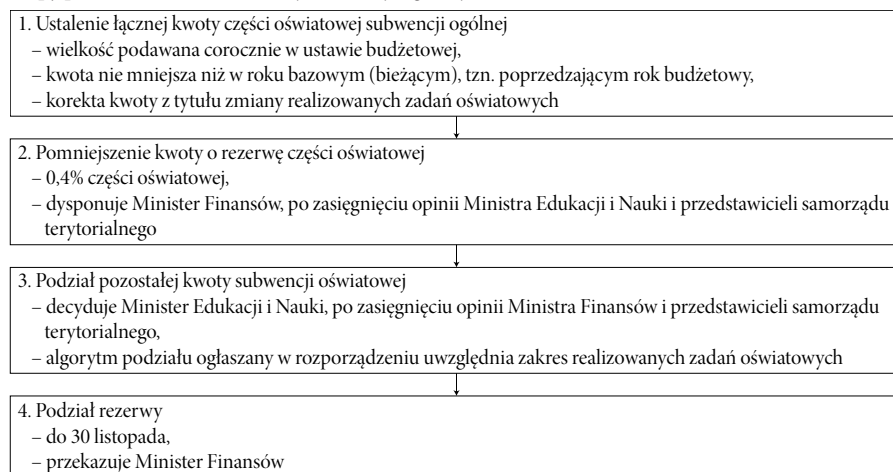 1. Ustalenie łącznej kwoty części oświatowej subwencji ogólnej
– wielkość podawana corocznie w ustawie budżetowej,
– kwota nie mniejsza niż w roku bazowym (bieżącym), tzn. poprzedzającym rok budżetowy,
– korekta kwoty z tytułu zmiany realizowanych zadań oświatowych
2. Pomniejszenie kwoty o rezerwę części oświatowej
– 0,4% części oświatowej,
– dysponuje Minister Finansów, po zasięgnięciu opinii Ministra Edukacji i Nauki i przedstawicieli samorządu
terytorialnego
3. Podział pozostałej kwoty subwencji oświatowej
– decyduje Minister Edukacji i Nauki, po zasięgnięciu opinii Ministra Finansów i przedstawicieli samorządu
terytorialnego,
– algorytm podziału ogłaszany w rozporządzeniu uwzględnia zakres realizowanych zadań oświatowych
4. Podział rezerwy
– do 30 listopada,
– przekazuje Minister Finansów